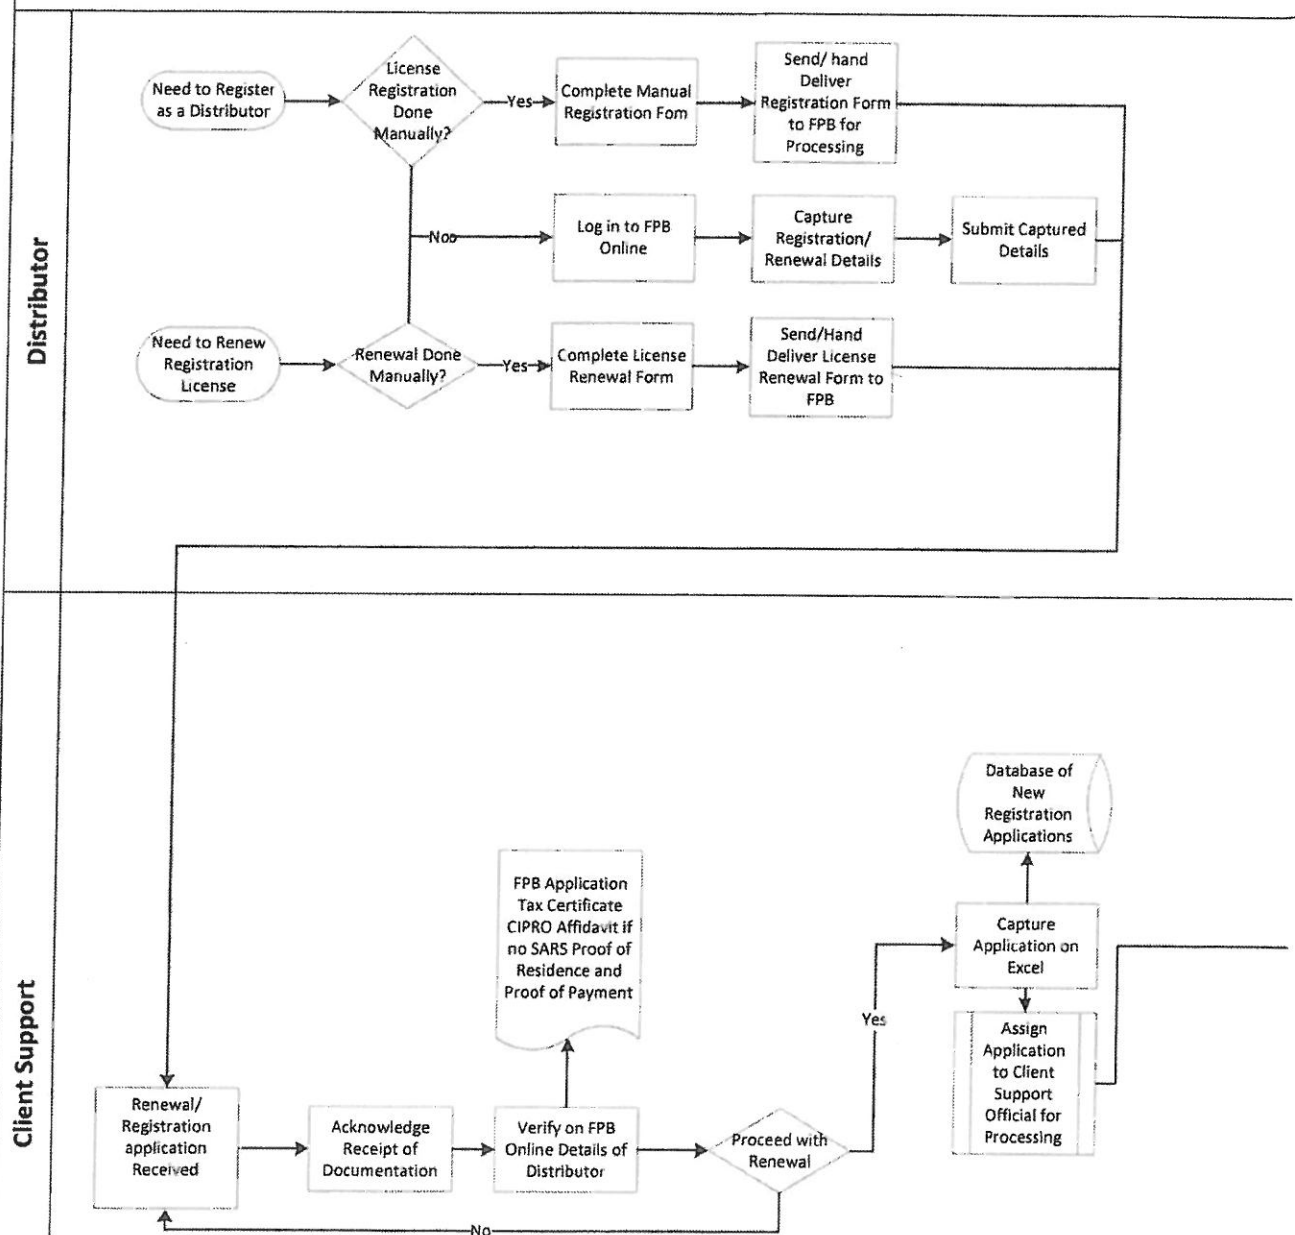 Distributor
Need to Register
as a Distributor
License
Registration
Done
Manually?
Yes
Complete Manual
Registration Fom
Send/ hand
Deliver
Registration Form
to FPB for
Processing
No
Log in to FPB
Online
Capture
Registration/
Renewal Details
Submit Captured
Details
Need to Renew
Registration
License
Renewal Done
Manually?
Yes
Complete License
Renewal Form
Send/Hand
Deliver License
Renewal Form to
FPB
Client Support
Renewal/
Registration
application
Received
Acknowledge
Receipt of
Documentation
FPB Application
Tax Certificate
CIPRO Affidavit if
no SARS Proof of
Residence and
Proof of Payment
Verify on FPB
Online Details of
Distributor
Proceed with
Renewal
No
Yes
Database of
New
Registration
Applications
Capture
Application on
Excel
Assign
Application
to Client
Support
Official for
Processing